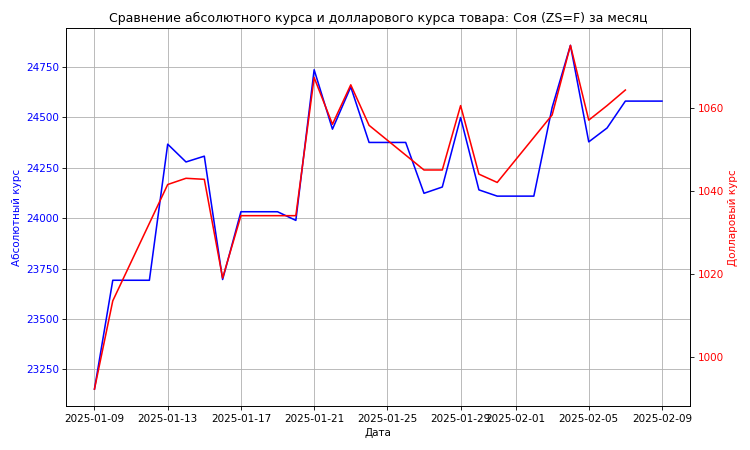 Сравнение абсолютного курса и долларового курса товара: Соя (ZS=F) за месяц
24750
24500
24250
24000
23750
23500
23250
Абсолютный курс
1060
1040
1020
1000
Долларовый курс
2025-01-09 2025-01-13 2025-01-17 2025-01-21 2025-01-25 2025-01-29 2025-02-01 2025-02-05 2025-02-09
Дата